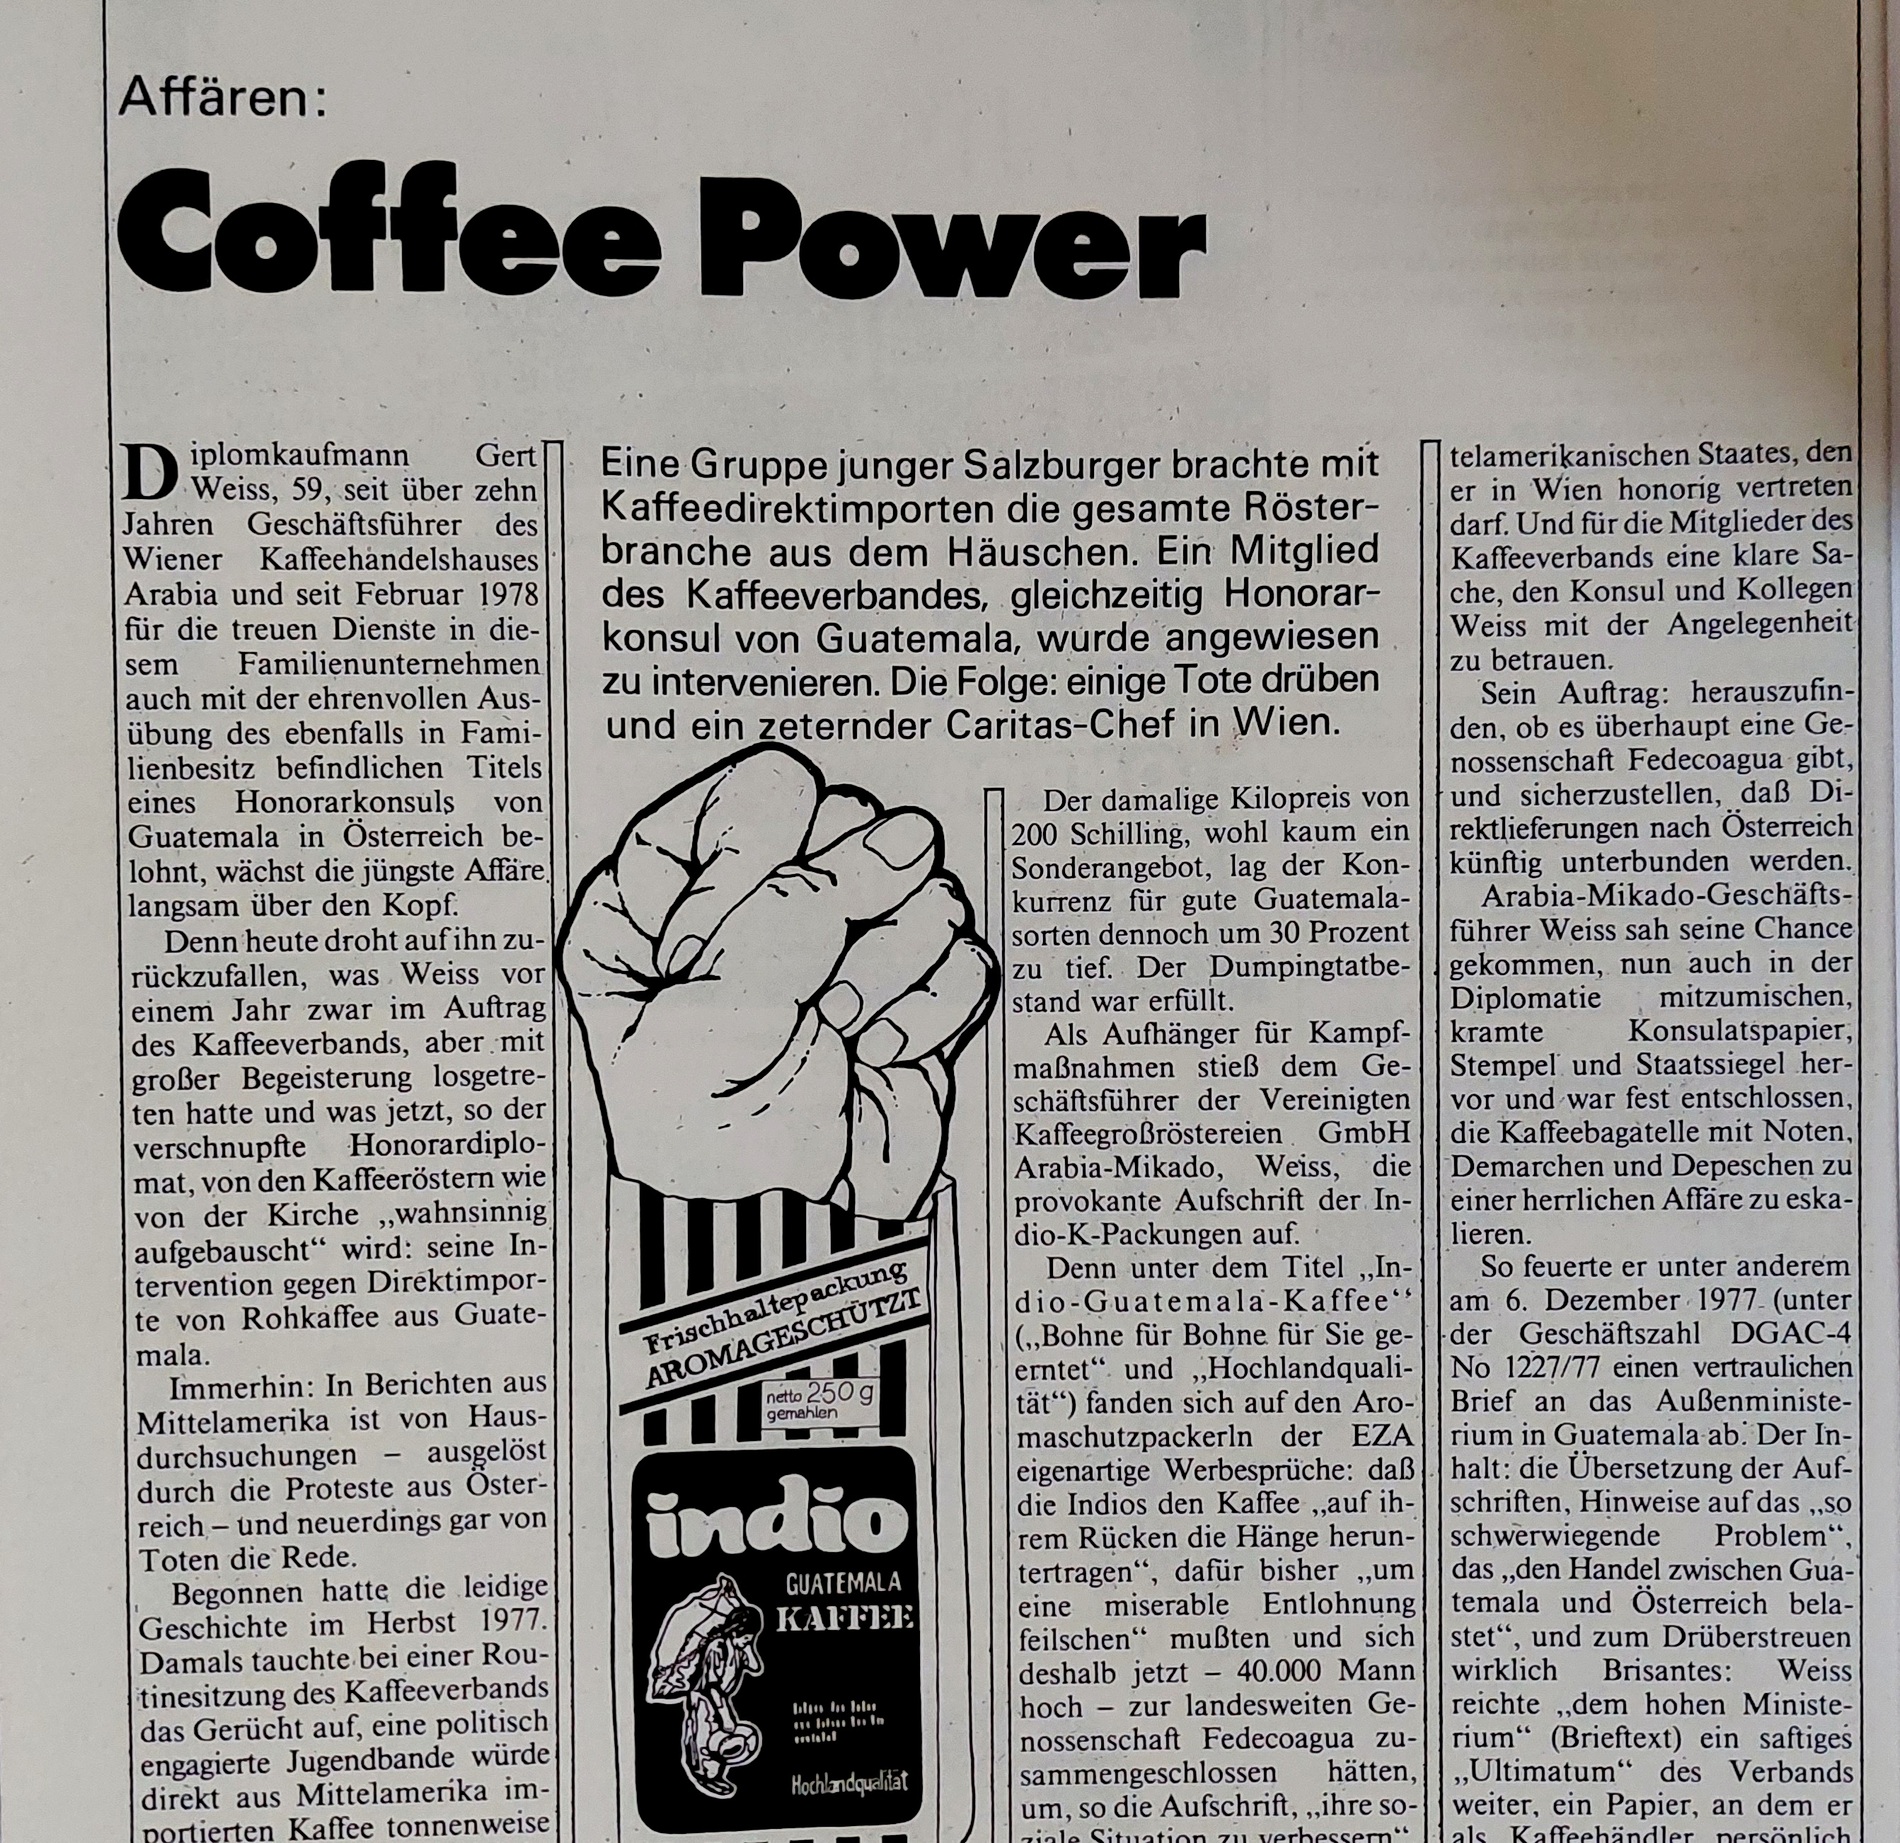 Affären:
Coffee Power
Diplomkaufmann Gert
Weiss, 59, seit über zehn
Jahren Geschäftsführer des
Wiener Kaffeehandelshauses
Arabia und seit Februar 1978
für die treuen Dienste in die-
sem Familienunternehmen
auch mit der ehrenvollen Aus-
übung des ebenfalls in Fami-
lienbesitz befindlichen Titels
eines Honorarkonsuls von
Guatemala in Österreich be-
lohnt, wächst die jüngste Affäre
langsam über den Kopf.
Denn heute droht auf ihn zu-
rückzufallen, was Weiss vor
einem Jahr zwar im Auftrag
des Kaffeeverbands, aber mit
großer Begeisterung losgetre-
ten hatte und was jetzt, so der
verschnupfte Honorardiplo-
mat, von den Kaffeeröstern wie
von der Kirche „wahnsinnig
aufgebauscht“ wird: seine In-
tervention gegen Direktimpor-
te von Rohkaffee aus Guate-
mala.
Immerhin: In Berichten aus
Mittelamerika ist von Haus-
durchsuchungen – ausgelöst
durch die Proteste aus Öster-
reich – und neuerdings gar von
Toten die Rede.
Begonnen hatte die leidige
Geschichte im Herbst 1977.
Damals tauchte bei einer Rou-
tinesitzung des Kaffeeverbands
das Gerücht auf, eine politisch
engagierte Jugendbande würde
direkt aus Mittelamerika im-
portierten Kaffee tonnenweise
Eine Gruppe junger Salzburger brachte mit
Kaffeedirektimporten die gesamte Röster-
branche aus dem Häuschen. Ein Mitglied
des Kaffeeverbandes, gleichzeitig Honorar-
konsul von Guatemala, wurde angewiesen
zu intervenieren. Die Folge: einige Tote drüben
und ein zeternder Caritas-Chef in Wien.
Frischhaltepackung
AROMAGESCHÜTZT
netto 250 g
gemahlen
indio
GUATEMALA
KAFFEE
Hochlandqualität
Der damalige Kilopreis von
200 Schilling, wohl kaum ein
Sonderangebot, lag der Kon-
kurrenz für gute Guatemala-
sorten dennoch um 30 Prozent
zu tief. Der Dumpingtatbe-
stand war erfüllt.
Als Aufhänger für Kampf-
maßnahmen stieß dem Ge-
schäftsführer der Vereinigten
Kaffeegroßröstereien GmbH
Arabia-Mikado, Weiss, die
provokante Aufschrift der In-
dio-K-Packungen auf.
Denn unter dem Titel „In-
dio-Guatemala-Kaffee“
(„Bohne für Bohne für Sie ge-
erntet“ und „Hochlandquali-
tät“) fanden sich auf den Aro-
maschutzpackerln der EZA
eigenartige Werbesprüche: daß
die Indios den Kaffee „auf ih-
rem Rücken die Hänge herun-
tertragen“, dafür bisher „um
eine miserable Entlohnung
feilschen“ mußten und sich
deshalb jetzt – 40.000 Mann
hoch – zur landesweiten Ge-
nossenschaft Fedecoagua zu-
sammengeschlossen hätten,
um, so die Aufschrift, „ihre so-
ziale Situation zu verbessern“
telamerikanischen Staates, den
er in Wien honorig vertreten
darf. Und für die Mitglieder des
Kaffeeverbands eine klare Sa-
che, den Konsul und Kollegen
Weiss mit der Angelegenheit
zu betrauen.
Sein Auftrag: herauszufin-
den, ob es überhaupt eine Ge-
nossenschaft Fedecoagua gibt,
und sicherzustellen, daß Di-
rektlieferungen nach Österreich
künftig unterbunden werden.
Arabia-Mikado-Geschäfts-
führer Weiss sah seine Chance
gekommen, nun auch in der
Diplomatie mitzumischen,
kramte Konsulatspapier,
Stempel und Staatssiegel her-
vor und war fest entschlossen,
die Kaffeebagatelle mit Noten,
Demarchen und Depeschen zu
einer herrlichen Affäre zu eska-
lieren.
So feuerte er unter anderem
am 6. Dezember 1977 (unter
der Geschäftszahl DGAC-4
No 1227/77 einen vertraulichen
Brief an das Außenministe-
rium in Guatemala ab. Der In-
halt: die Übersetzung der Auf-
schriften, Hinweise auf das „so
schwerwiegende Problem“,
das „den Handel zwischen Gua-
temala und Österreich bela-
stet“, und zum Drüberstreuen
wirklich Brisantes: Weiss
reichte „dem hohen Ministe-
rium“ (Brieftext) ein saftiges
„Ultimatum“ des Verbands
weiter, ein Papier, an dem er
als Kaffeehändler persönlich